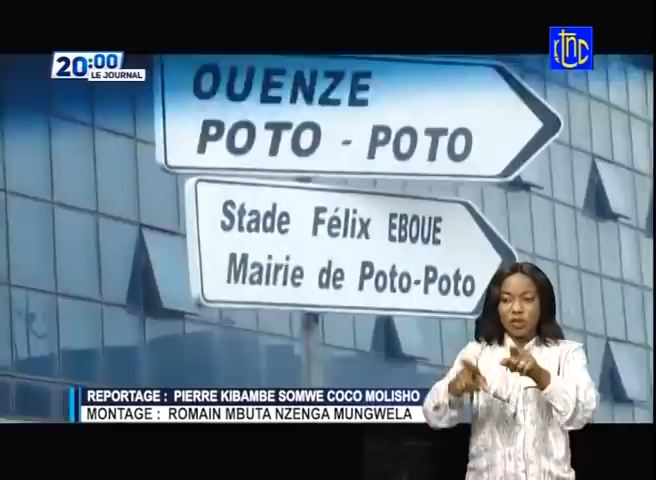 20:00
LE JOURNAL
rtnc
OUENZE
POTO - POTO
Stade Félix EBOUE
Mairie de Poto-Poto
REPORTAGE : PIERRE KIBAMBE SOMWE COCO MOLISHO
MONTAGE : ROMAIN MBUTA NZENGA MUNGWELA